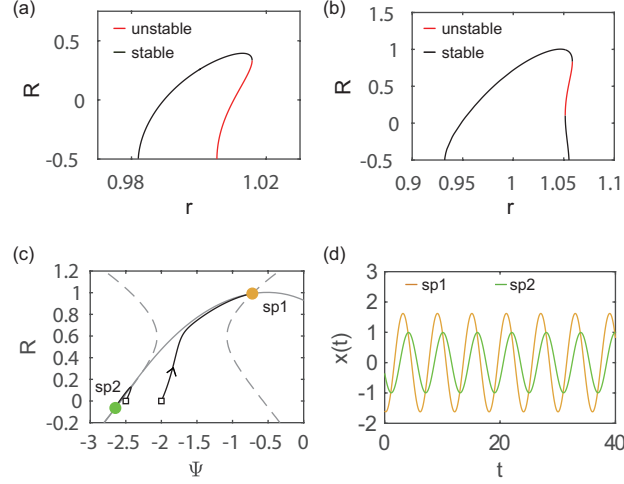 (a)
unstable
stable
0.5
0
-0.5
R
0.98
1.02
r
(b)
unstable
stable
1.5
1
0.5
0
-0.5
R
0.9
0.95
1
1.05
1.1
r
(c)
1.2
1
0.8
0.6
0.4
0.2
0
-0.2
R
sp1
sp2
-3
-2.5
-2
-1.5
-1
-0.5
0
Ψ
(d)
3
2
1
0
-1
-2
x(t)
sp1
sp2
0
20
40
t